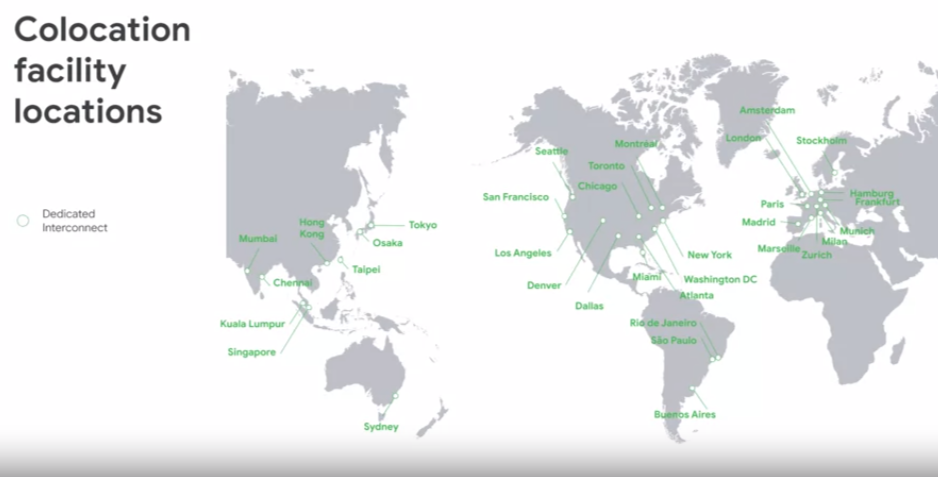 Colocation
facility
locations
Dedicated
Interconnect
Mumbai
Hong
Kong
Tokyo
Osaka
Taipei
Chennai
Kuala Lumpur
Singapore
Sydney
Seattle
Montréal
Toronto
Chicago
San Francisco
Los Angeles
Denver
Dallas
Miami
New York
Washington DC
Atlanta
Rio de Janeiro
São Paulo
Buenos Aires
Amsterdam
London
Stockholm
Hamburg
Frankfurt
Paris
Madrid
Munich
Marseille
Milan
Zurich